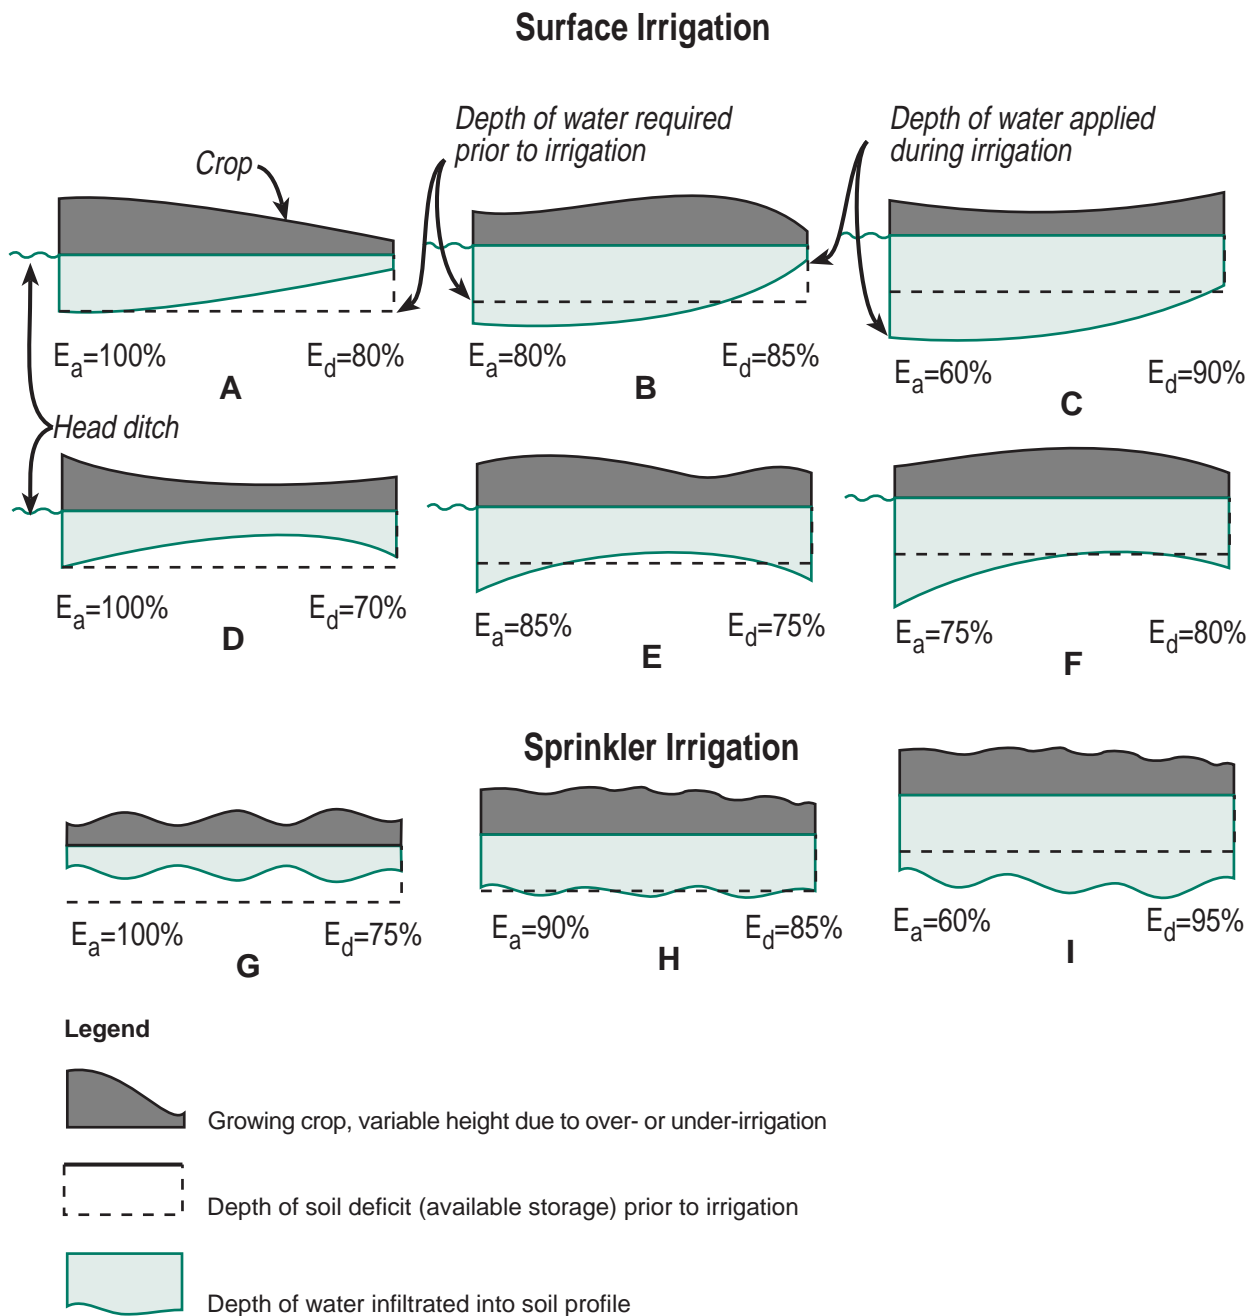 Surface Irrigation
Crop
Depth of water required
prior to irrigation
Depth of water applied
during irrigation
Ea=100% Ed=80%
A
Ea=80% Ed=85%
B
Ea=60% Ed=90%
C
Head ditch
Ea=100% Ed=70%
D
Ea=85% Ed=75%
E
Ea=75% Ed=80%
F
Sprinkler Irrigation
Ea=100% Ed=75%
G
Ea=90% Ed=85%
H
Ea=60% Ed=95%
I
Legend
Growing crop, variable height due to over- or under-irrigation
Depth of soil deficit (available storage) prior to irrigation
Depth of water infiltrated into soil profile